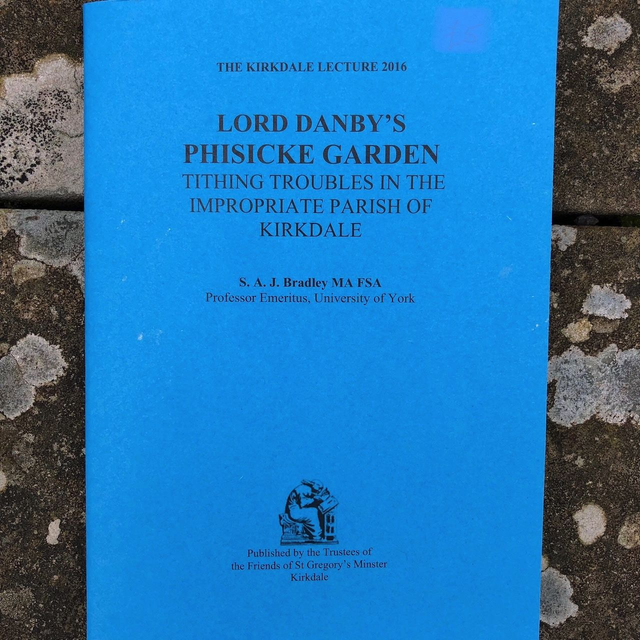 THE KIRKDALE LECTURE 2016
LORD DANBY'S
PHISICKE GARDEN
TITHING TROUBLES IN THE
IMPROPRIATE PARISH OF
KIRKDALE
S. A. J. Bradley MA FSA
Professor Emeritus, University of York
Published by the Trustees of
the Friends of St Gregory's Minster
Kirkdale